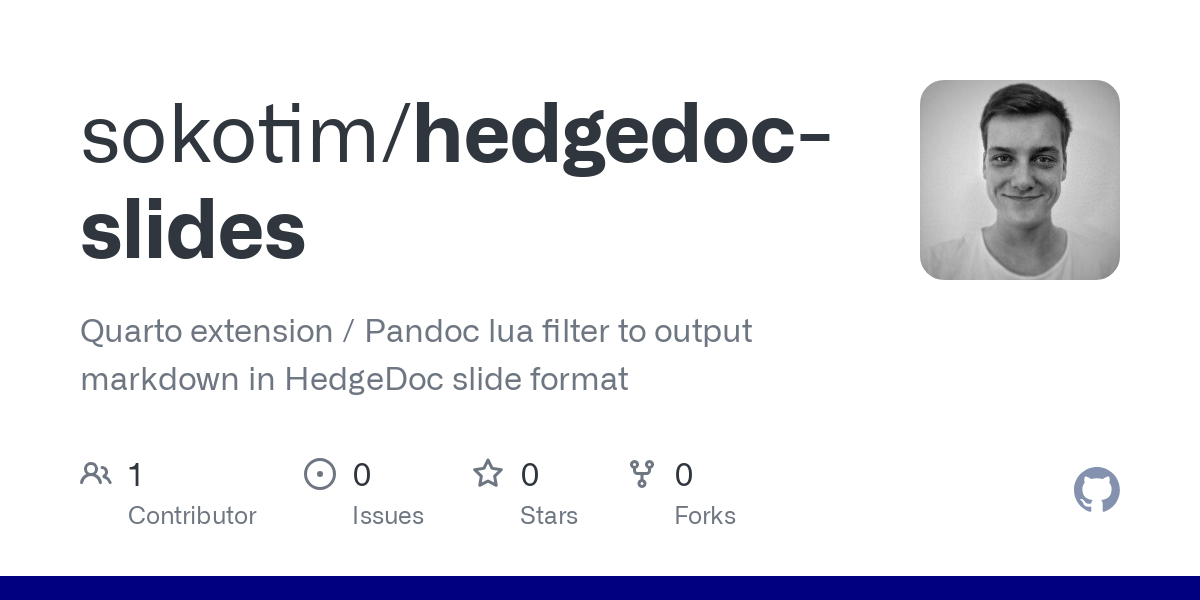 sokotim/hedgedoc-
slides
Quarto extension / Pandoc lua filter to output
markdown in HedgeDoc slide format
1 0 0 0
Contributor Issues Stars Forks